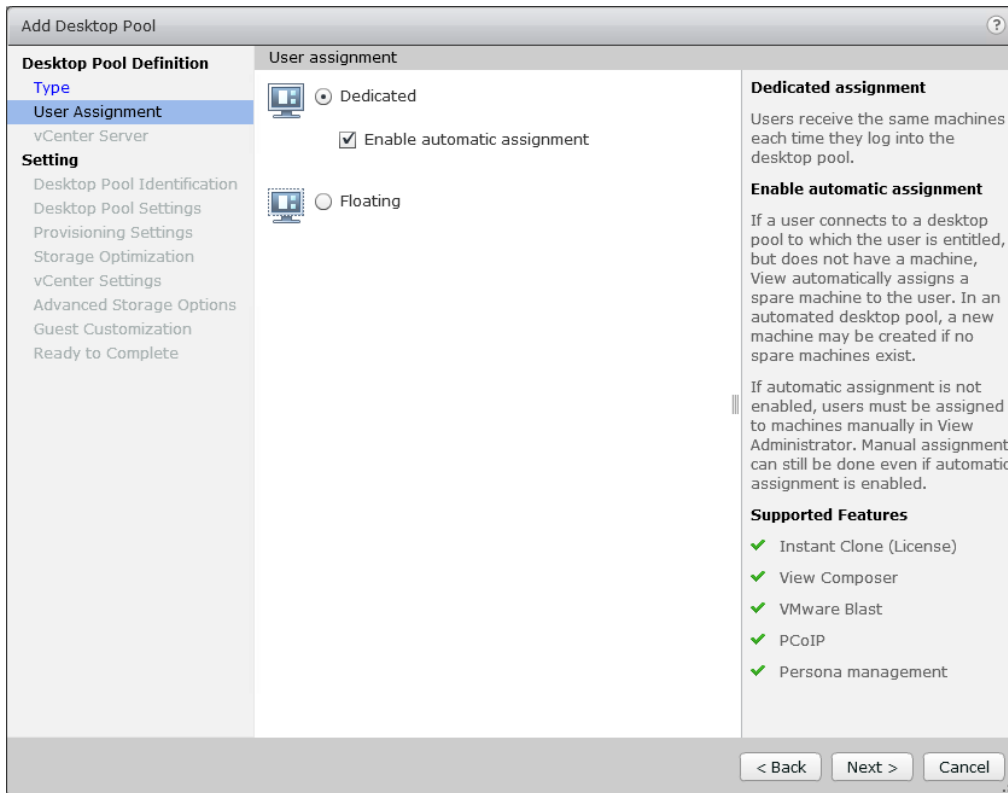 Add Desktop Pool
?
Desktop Pool Definition
Type
User Assignment
vCenter Server
Setting
Desktop Pool Identification
Desktop Pool Settings
Provisioning Settings
Storage Optimization
vCenter Settings
Advanced Storage Options
Guest Customization
Ready to Complete
User assignment
Dedicated
Enable automatic assignment
Floating
Dedicated assignment
Users receive the same machines
each time they log into the
desktop pool.
Enable automatic assignment
If a user connects to a desktop
pool to which the user is entitled,
but does not have a machine,
View automatically assigns a
spare machine to the user. In an
automated desktop pool, a new
machine may be created if no
spare machines exist.
If automatic assignment is not
enabled, users must be assigned
to machines manually in View
Administrator. Manual assignment
can still be done even if automatic
assignment is enabled.
Supported Features
Instant Clone (License)
View Composer
VMware Blast
PCoIP
Persona management
< Back
Next >
Cancel